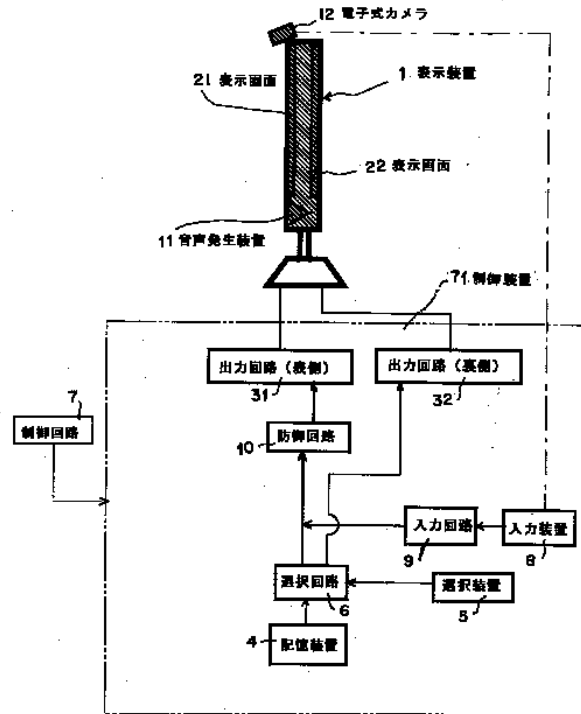 12 電子式カメラ
21 表示画面
1 表示装置
22 表示画面
11 音声発生装置
71 制御装置
出力回路(表側)
31
出力回路(裏側)
32
7
制御回路
防御回路
10
入力回路
9
入力装置
8
選択回路
6
選択装置
5
4
記憶装置